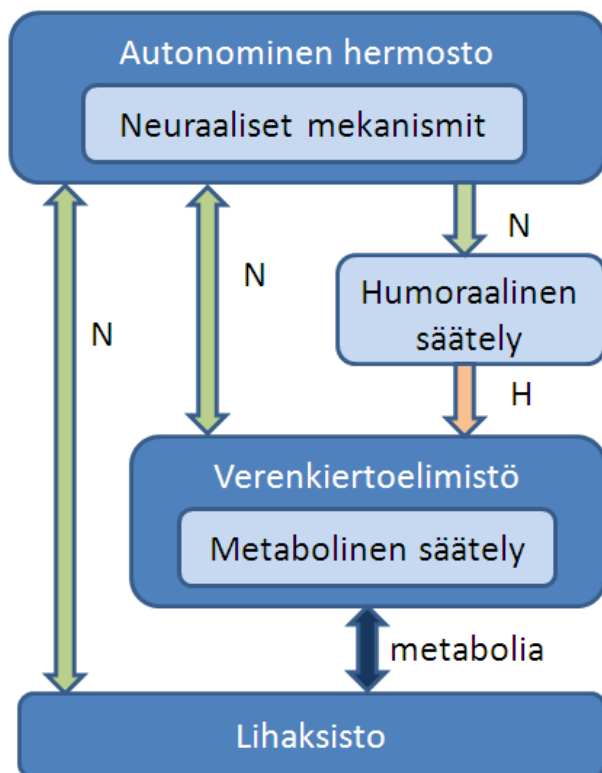 Autonominen hermosto
Neuraaliset mekanismit
N
N
N
Humoraalinen
säätely
H
Verenkiertoelimistö
Metabolinen säätely
metabolia
Lihaksisto